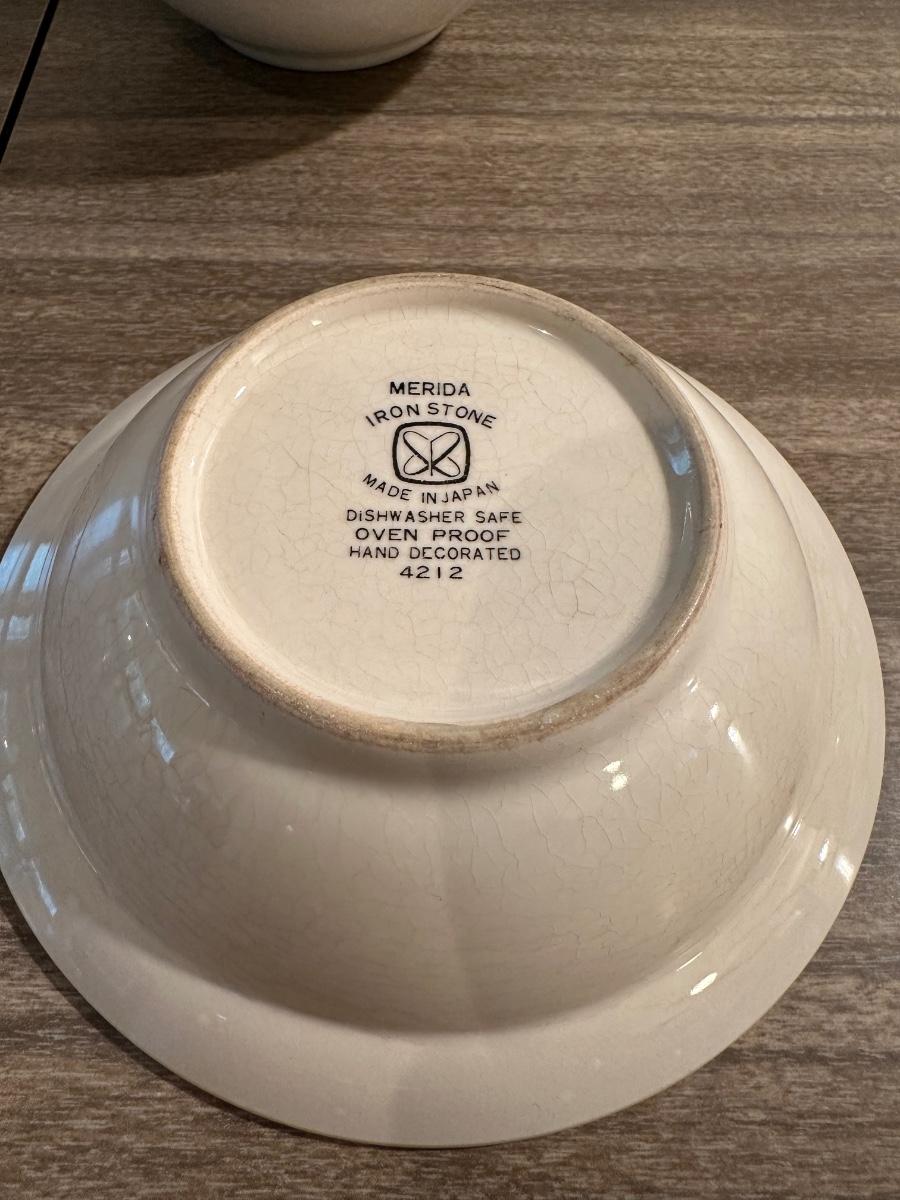 MERIDA
IRON STONE
MADE IN JAPAN
DiSHWASHER SAFE
OVEN PROOF
HAND DECORATED
4212